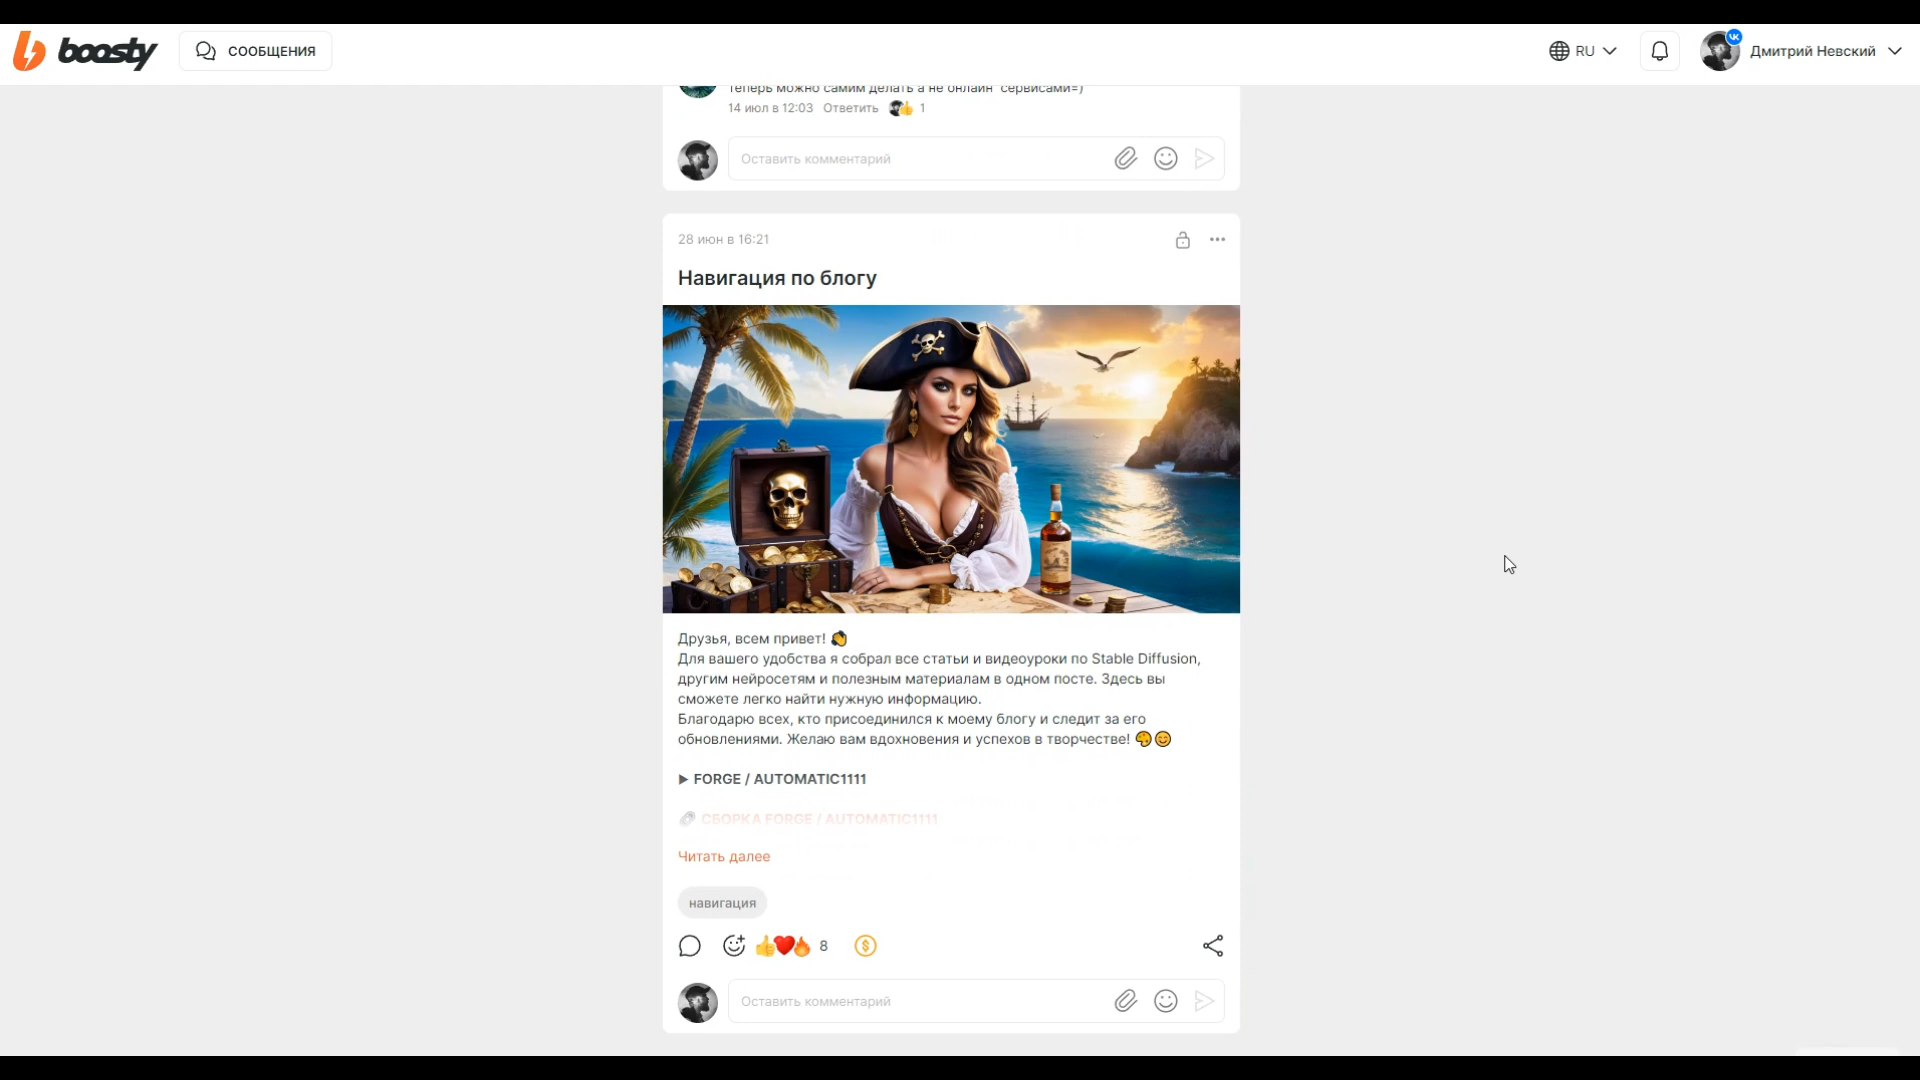 boosty
СООБЩЕНИЯ
RU
Дмитрий Невский
теперь можно самим делать а не онлайн "сервисами=)
14 июл в 12:03 Ответить 1
Оставить комментарий
28 июн в 16:21
Навигация по блогу
Друзья, всем привет!
Для вашего удобства я собрал все статьи и видеоуроки по Stable Diffusion,
другим нейросетям и полезным материалам в одном посте. Здесь вы
сможете легко найти нужную информацию.
Благодарю всех, кто присоединился к моему блогу и следит за его
обновлениями. Желаю вам вдохновения и успехов в творчестве! 🎨😊
▶ FORGE / AUTOMATIC1111
СБОРКА FORGE / AUTOMATIC1111
Читать далее
навигация
8
Оставить комментарий